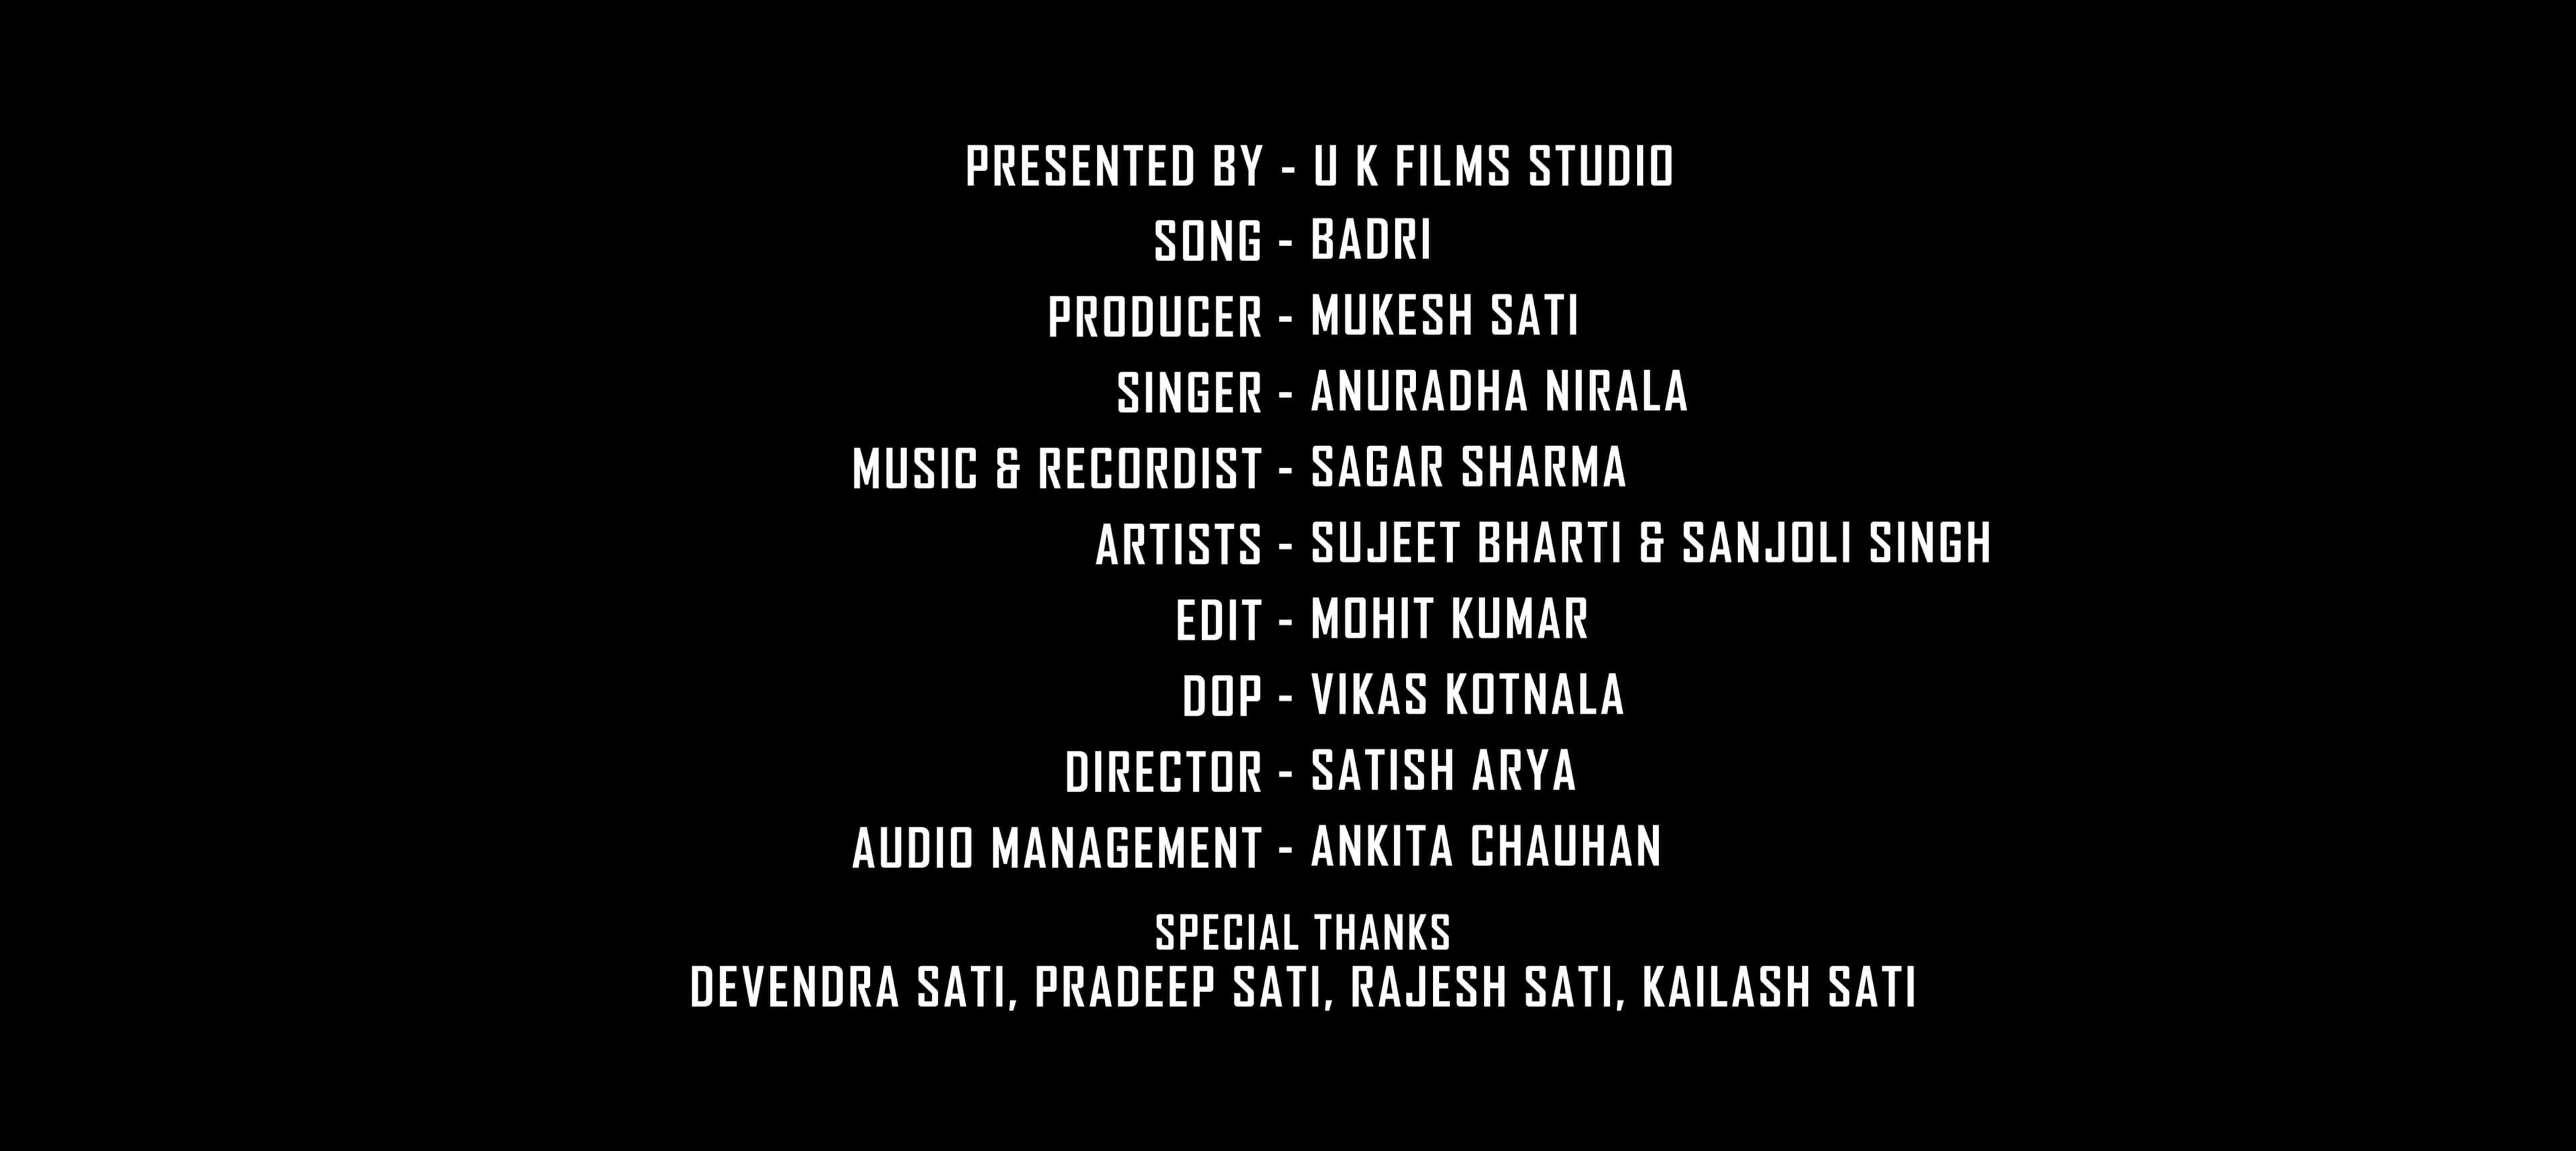 PRESENTED BY - U K FILMS STUDIO
SONG - BADRI
PRODUCER - MUKESH SATI
SINGER - ANURADHA NIRALA
MUSIC & RECORDIST - SAGAR SHARMA
ARTISTS - SUJEET BHARTI & SANJOLI SINGH
EDIT - MOHIT KUMAR
DOP - VIKAS KOTNALA
DIRECTOR - SATISH ARYA
AUDIO MANAGEMENT - ANKITA CHAUHAN
SPECIAL THANKS
DEVENDRA SATI, PRADEEP SATI, RAJESH SATI, KAILASH SATI